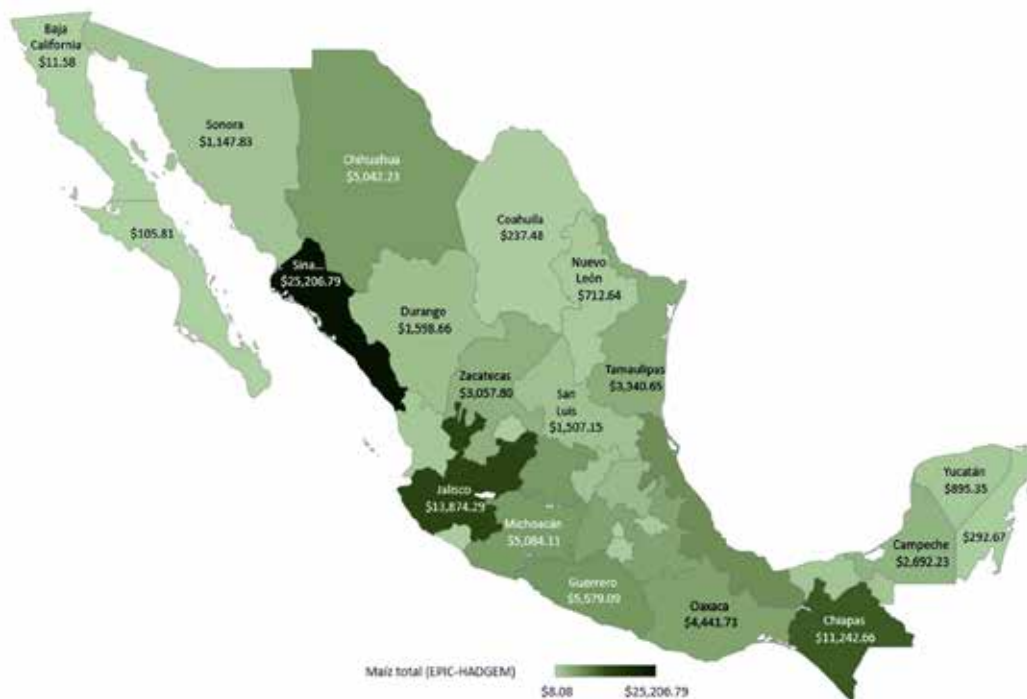 Baja
California
$11.58
Sonora
$1,147.83
Chihuahua
$5,042.23
Coahuila
$237.48
$105.81
Sina...
$25,206.79
Nuevo
León
$712.64
Durango
$1,598.66
Zacatecas
$3,057.80
Tamaulipas
$3,340.65
San
Luis
$1,507.15
Jalisco
$13,874.29
Michoacán
$5,084.11
Guerrero
$5,579.09
Oaxaca
$4,441.71
Yucatán
$895.35
Campeche
$2,692.23
$292.67
Chiapas
$11,242.66
Maíz total (EPIC-HADGEM)
$8.08 $25,206.79